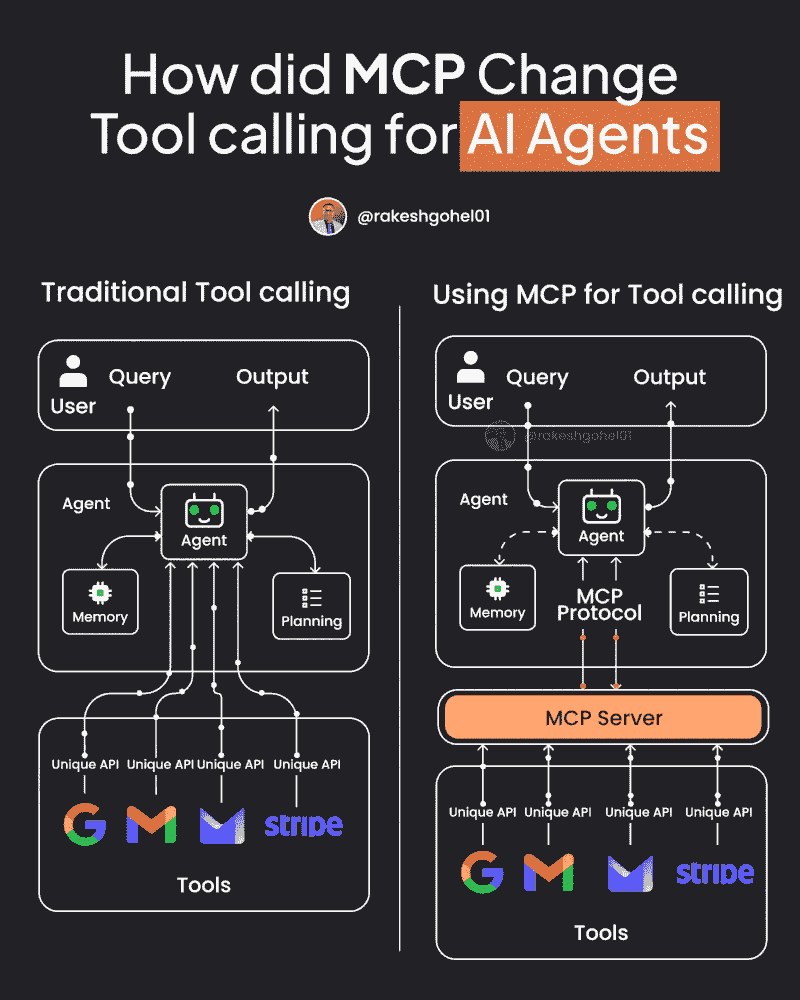 How did MCP Change
Tool calling for AI Agents
@rakeshgohel01
Traditional Tool calling
User
Query
Output
Agent
Agent
Memory
Planning
Unique API
Unique API
Unique API
Unique API
stripe
Tools
Using MCP for Tool calling
User
Query
Output
@rakeshgohel01
Agent
Agent
Memory
MCP
Protocol
Planning
MCP Server
Unique API
Unique API
Unique API
Unique API
stripe
Tools